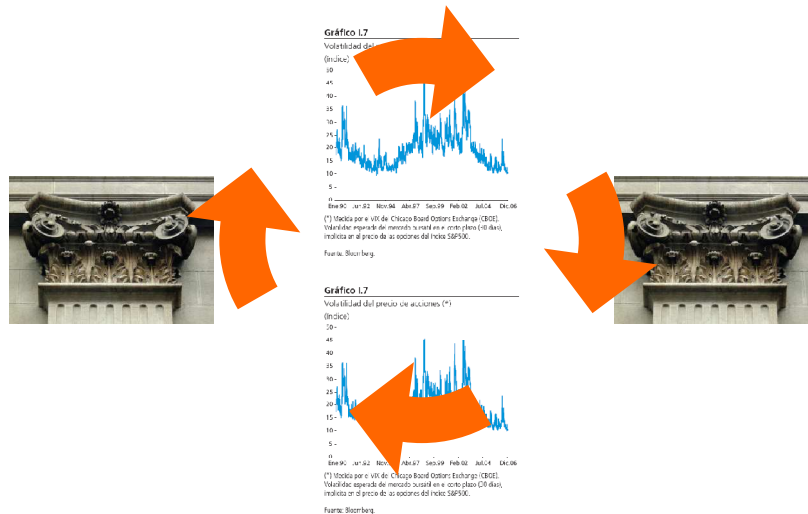 Gráfico I.7
Volatilidad del
(índice)
50
45
40
35
30
25
20
15
10
5
0
Ene.90 Jun.92 Nov.94 Abr.97 Sep.99 Feb.02 Jul.04 Dic.06
(*) Medida por el VIX del Chicago Board Options Exchange (CBOE).
Volatilidad esperada del mercado bursátil en el corto plazo (30 días),
implícita en el precio de las opciones del índice S&P500.
Fuente: Bloomberg.
Gráfico I.7
Volatilidad del precio de acciones (*)
(índice)
50
45
40
35
30
25
20
15
10
5
0
Ene.90 Jun.92 Nov. Abr.97 Sep.99 Feb.02 Jul.04 Dic.06
(*) Medida por el VIX del Chicago Board Options Exchange (CBOE).
Volatilidad esperada del mercado bursátil en el corto plazo (30 días),
implícita en el precio de las opciones del índice S&P500.
Fuente: Bloomberg.